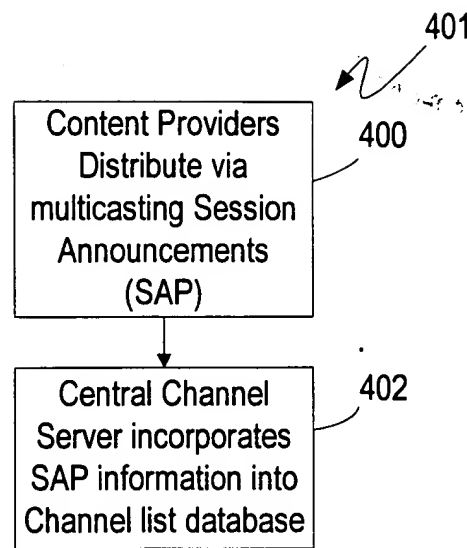 401
Content Providers
Distribute via
multicasting Session
Announcements
(SAP)
400
Central Channel
Server incorporates
SAP information into
Channel list database
402